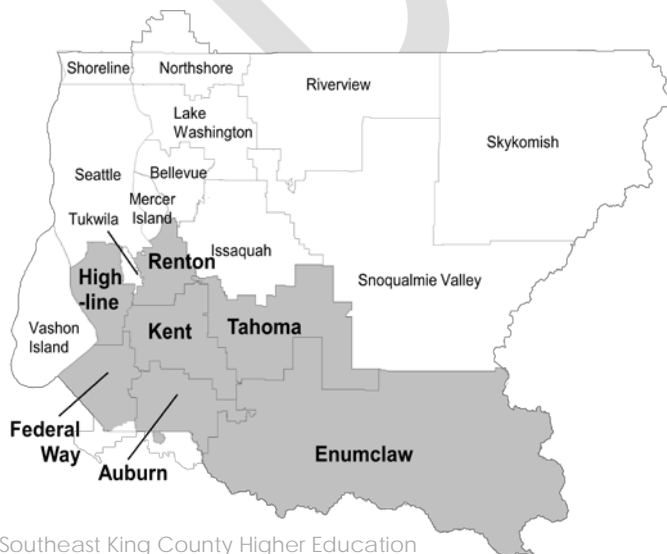 Shoreline
Northshore
Riverview
Lake
Washington
Skykomish
Seattle
Bellevue
Mercer
Island
Tukwila
Renton
Issaquah
High
-line
Snoqualmie Valley
Kent
Tahoma
Vashon
Island
Federal
Way
Auburn
Enumclaw
Southeast King County Higher Education